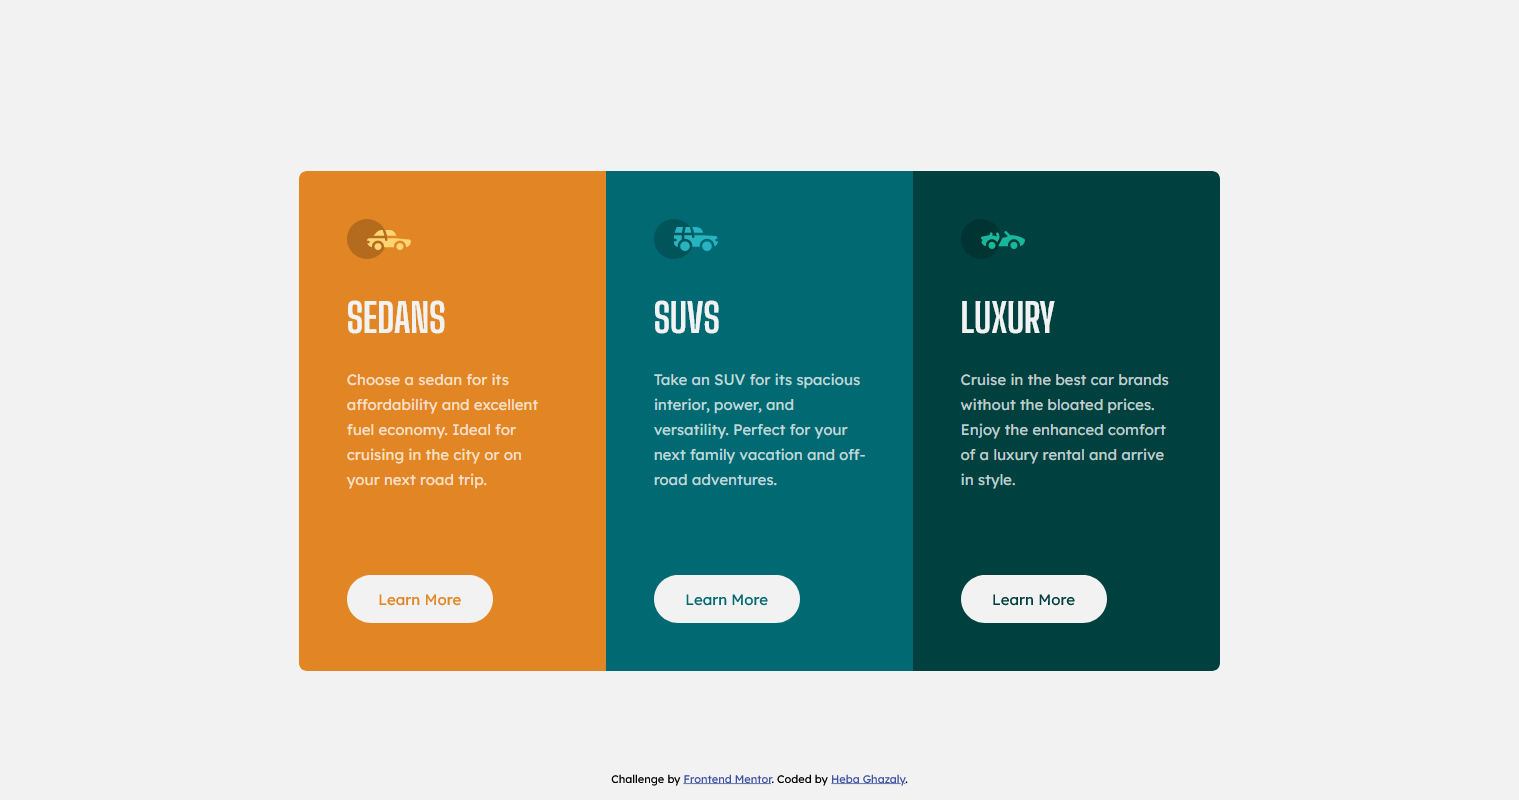 SEDANS
Choose a sedan for its
affordability and excellent
fuel economy. Ideal for
cruising in the city or on
your next road trip.
Learn More
SUVS
Take an SUV for its spacious
interior, power, and
versatility. Perfect for your
next family vacation and off-
road adventures.
Learn More
LUXURY
Cruise in the best car brands
without the bloated prices.
Enjoy the enhanced comfort
of a luxury rental and arrive
in style.
Learn More
Challenge by Frontend Mentor. Coded by Heba Ghazaly.